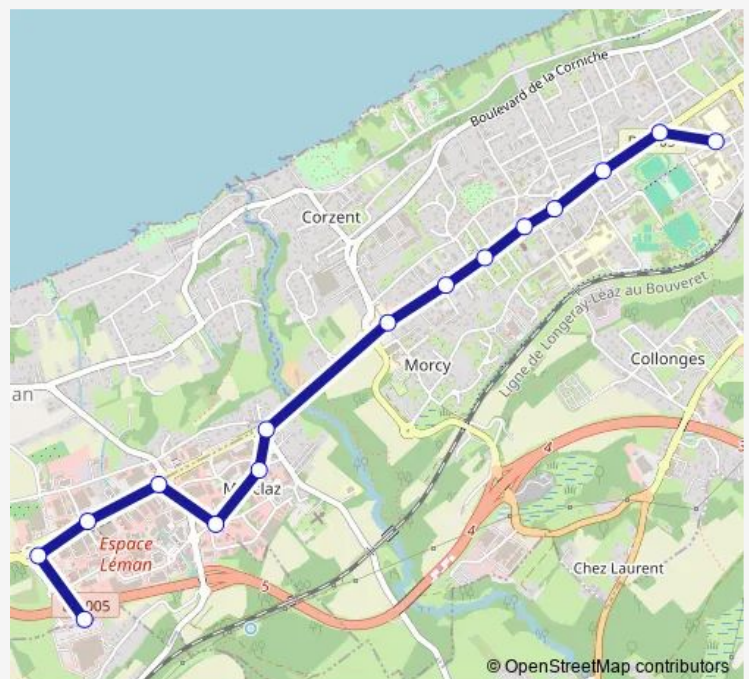 Boulevard de la Corniche
Corzent
Ligne de Longeray-Léaz au Bouveret
Morcy
Collonges
an
4
Espace
Léman
4
5
005
Chez Laurent
© OpenStreetMap contributors